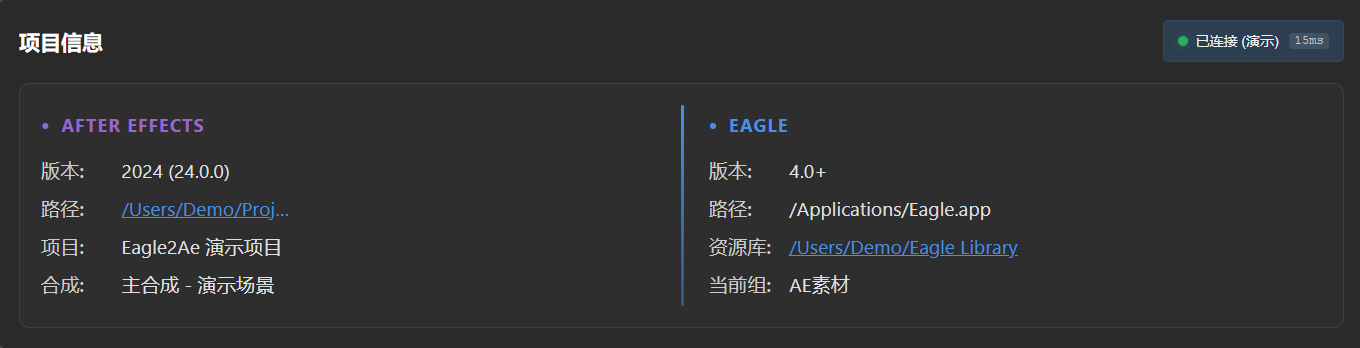 项目信息
已连接 (演示) 15ms
• AFTER EFFECTS
版本: 2024 (24.0.0)
路径: /Users/Demo/Proj...
项目: Eagle2Ae 演示项目
合成: 主合成 - 演示场景
• EAGLE
版本: 4.0+
路径: /Applications/Eagle.app
资源库: /Users/Demo/Eagle Library
当前组: AE素材